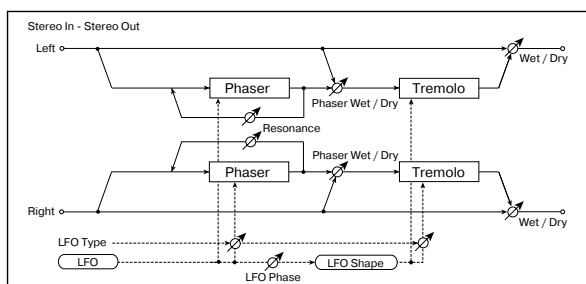 Stereo In - Stereo Out
Left
Wet / Dry
Phaser
Tremolo
Phaser Wet / Dry
Resonance
Phaser Wet / Dry
Phaser
Tremolo
Right
Wet / Dry
LFO Type
LFO
LFO Shape
LFO Phase